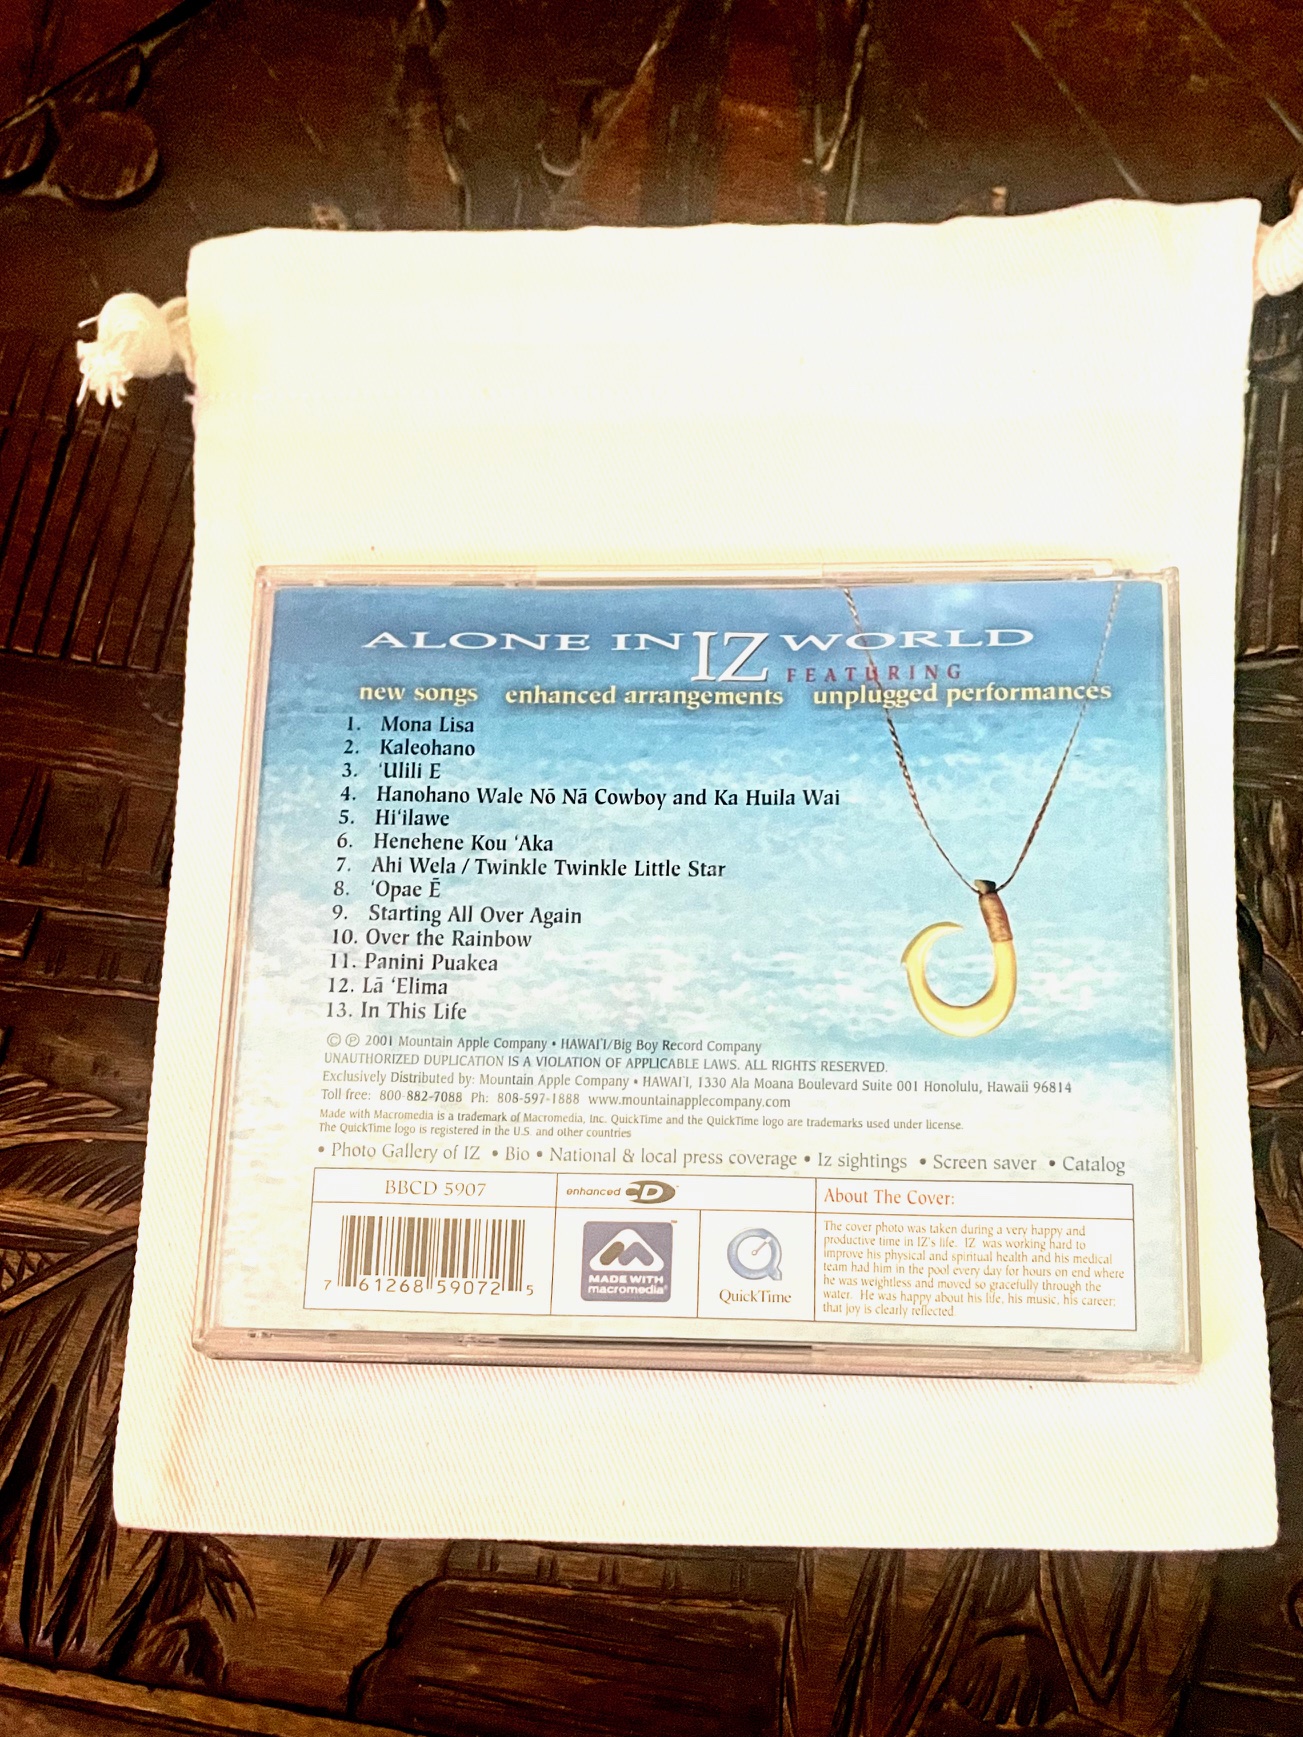 ALONE IN IZ WORLD
FEATURING
new songs enhanced arrangements unplugged performances
1. Mona Lisa
2. Kaleohano
3. ‘Ulili E
4. Hanohano Wale Nō Nā Cowboy and Ka Huila Wai
5. Hi‘ilawe
6. Henehene Kou ‘Aka
7. Ahi Wela / Twinkle Twinkle Little Star
8. ‘Opae Ē
9. Starting All Over Again
10. Over the Rainbow
11. Panini Puakea
12. Lā ‘Elima
13. In This Life
© ℗ 2001 Mountain Apple Company • HAWAI'I/Big Boy Record Company
UNAUTHORIZED DUPLICATION IS A VIOLATION OF APPLICABLE LAWS. ALL RIGHTS RESERVED.
Exclusively Distributed by: Mountain Apple Company • HAWAI'I, 1330 Ala Moana Boulevard Suite 001 Honolulu, Hawaii 96814
Toll free: 800-882-7088 Ph: 808-597-1888 www.mountainapplecompany.com
Made with Macromedia is a trademark of Macromedia, Inc. QuickTime and the QuickTime logo are trademarks used under license.
The QuickTime logo is registered in the U.S. and other countries
• Photo Gallery of IZ • Bio • National & local press coverage • Iz sightings • Screen saver • Catalog
BBCD 5907
7 61268 59072 5
enhanced CD
MADE WITH
macromedia®
QuickTime
About The Cover:
The cover photo was taken during a very happy and
productive time in IZ's life. IZ was working hard to
improve his physical and spiritual health and his medical
team had him in the pool every day for hours on end where
he was weightless and moved so gracefully through the
water. He was happy about his life, his music, his career;
that joy is clearly reflected.